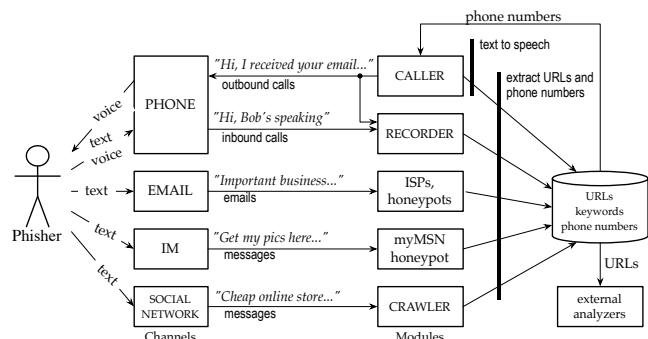 phone numbers
text to speech
extract URLs and
phone numbers
"Hi, I received your email..."
outbound calls
CALLER
PHONE
voice
text
voice
"Hi, Bob's speaking"
inbound calls
RECORDER
Phisher
text
EMAIL
"Important business..."
emails
ISPs,
honeypots
URLs
keywords
phone numbers
text
IM
"Get my pics here..."
messages
myMSN
honeypot
URLs
text
SOCIAL
NETWORK
"Cheap online store..."
messages
CRAWLER
external
analyzers
Channels
Modules